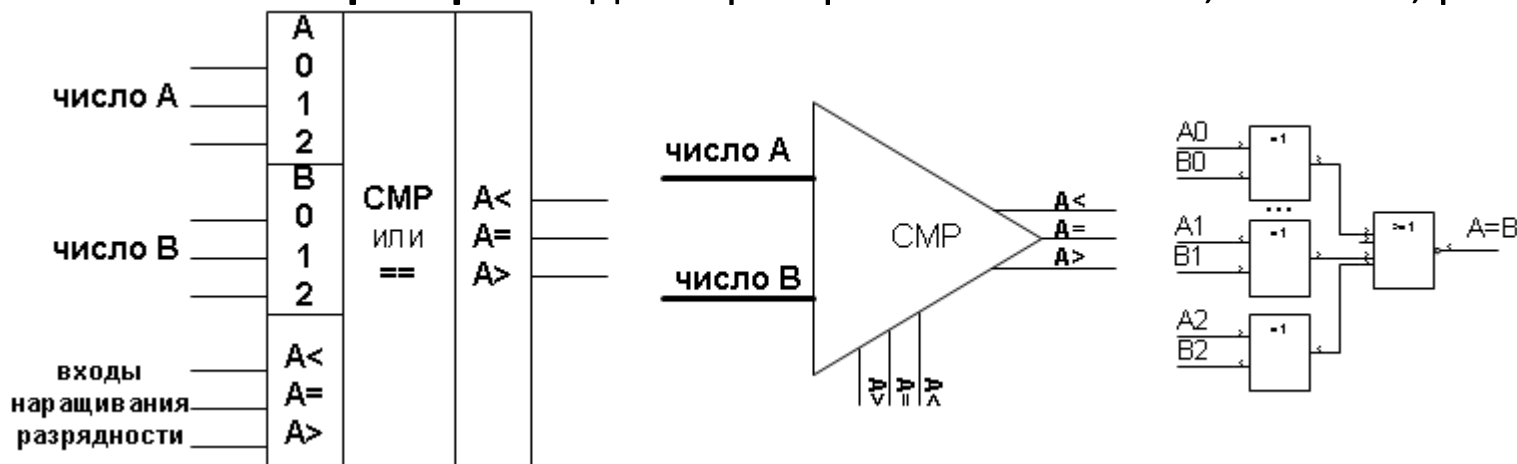 A
0
1
2
число A
B
0
1
2
число B
CMP
или
==
A<
A=
A>
A<
A=
A>
входы
наращивания
разрядности
число A
число B
CMP
A<
A=
A>
A>
A=
A<
A0
B0
=1
...
A1
B1
=1
A2
B2
=1
>=1
A=B